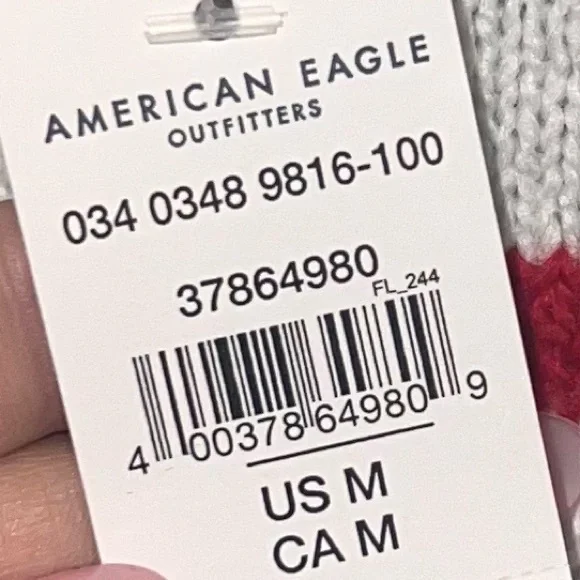 AMERICAN EAGLE
OUTFITTERS
034 0348 9816-100
37864980
FL_244
4 00378 64980 9
US M
CA M